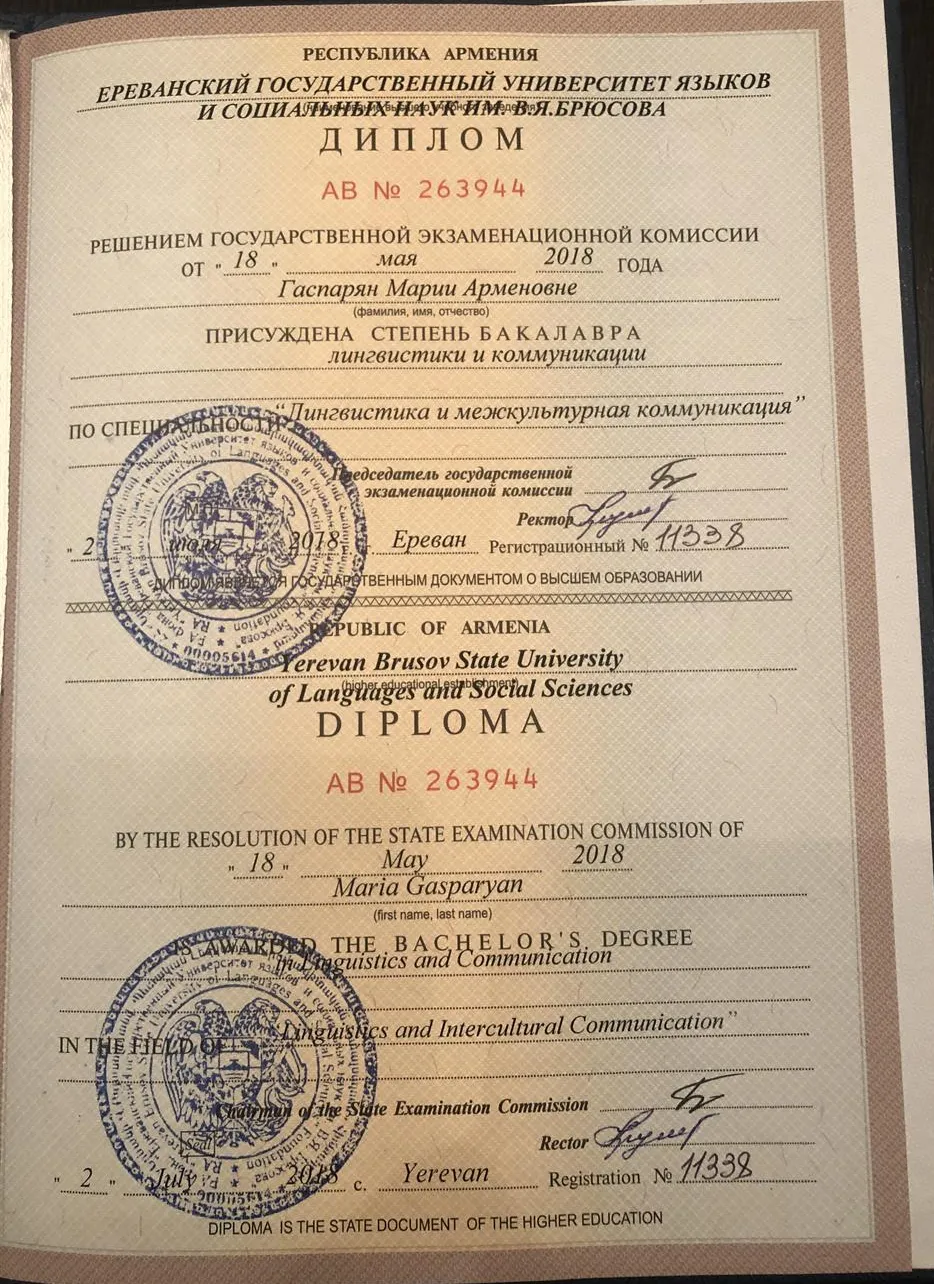 РЕСПУБЛИКА АРМЕНИЯ
ЕРЕВАНСКИЙ ГОСУДАРСТВЕННЫЙ УНИВЕРСИТЕТ ЯЗЫКОВ
И СОЦИАЛЬНЫХ НАУК ИМ. В.Я.БРЮСОВА
ДИПЛОМ
АВ № 263944
РЕШЕНИЕМ ГОСУДАРСТВЕННОЙ ЭКЗАМЕНАЦИОННОЙ КОМИССИИ
ОТ " 18 " мая 2018 ГОДА
Гаспарян Марии Арменовне
(фамилия, имя, отчество)
ПРИСУЖДЕНА СТЕПЕНЬ БАКАЛАВРА
лингвистики и коммуникации
"Лингвистика и межкультурная коммуникация"
ПО СПЕЦИАЛЬНОСТИ
Председатель государственной
экзаменационной комиссии
Ректор
" 2 июля 2018 г. Ереван Регистрационный № 11338
ДИПЛОМ ЯВЛЯЕТСЯ ГОСУДАРСТВЕННЫМ ДОКУМЕНТОМ О ВЫСШЕМ ОБРАЗОВАНИИ
00005614
REPUBLIC OF ARMENIA
Yerevan Brusov State University
(higher educational establishment)
of Languages and Social Sciences
DIPLOMA
AB № 263944
BY THE RESOLUTION OF THE STATE EXAMINATION COMMISSION OF
" 18 " May 2018
Maria Gasparyan
(first name, last name)
IS AWARDED THE BACHELOR'S DEGREE
in Linguistics and Communication
Linguistics and Intercultural Communication"
IN THE FIELD OF
Chairman of the State Examination Commission
Rector
Seal
" 2 " July 2018 c. Yerevan Registration № 11338
DIPLOMA IS THE STATE DOCUMENT OF THE HIGHER EDUCATION